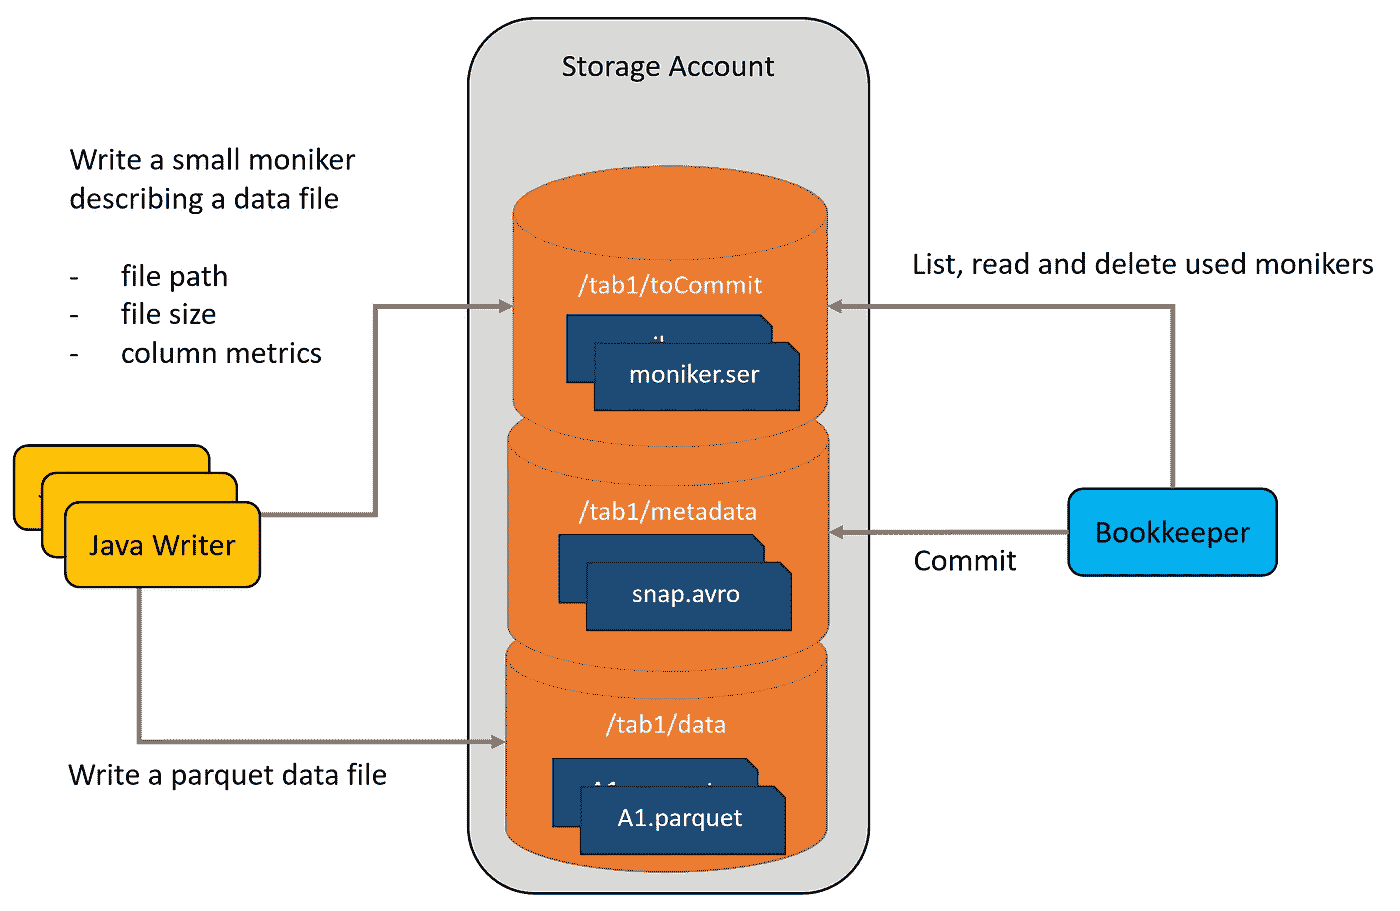 Storage Account
Write a small moniker
describing a data file
- file path
- file size
- column metrics
/tab1/toCommit
moniker.ser
List, read and delete used monikers
Java Writer
/tab1/metadata
snap.avro
Commit
Bookkeeper
/tab1/data
A1.parquet
Write a parquet data file